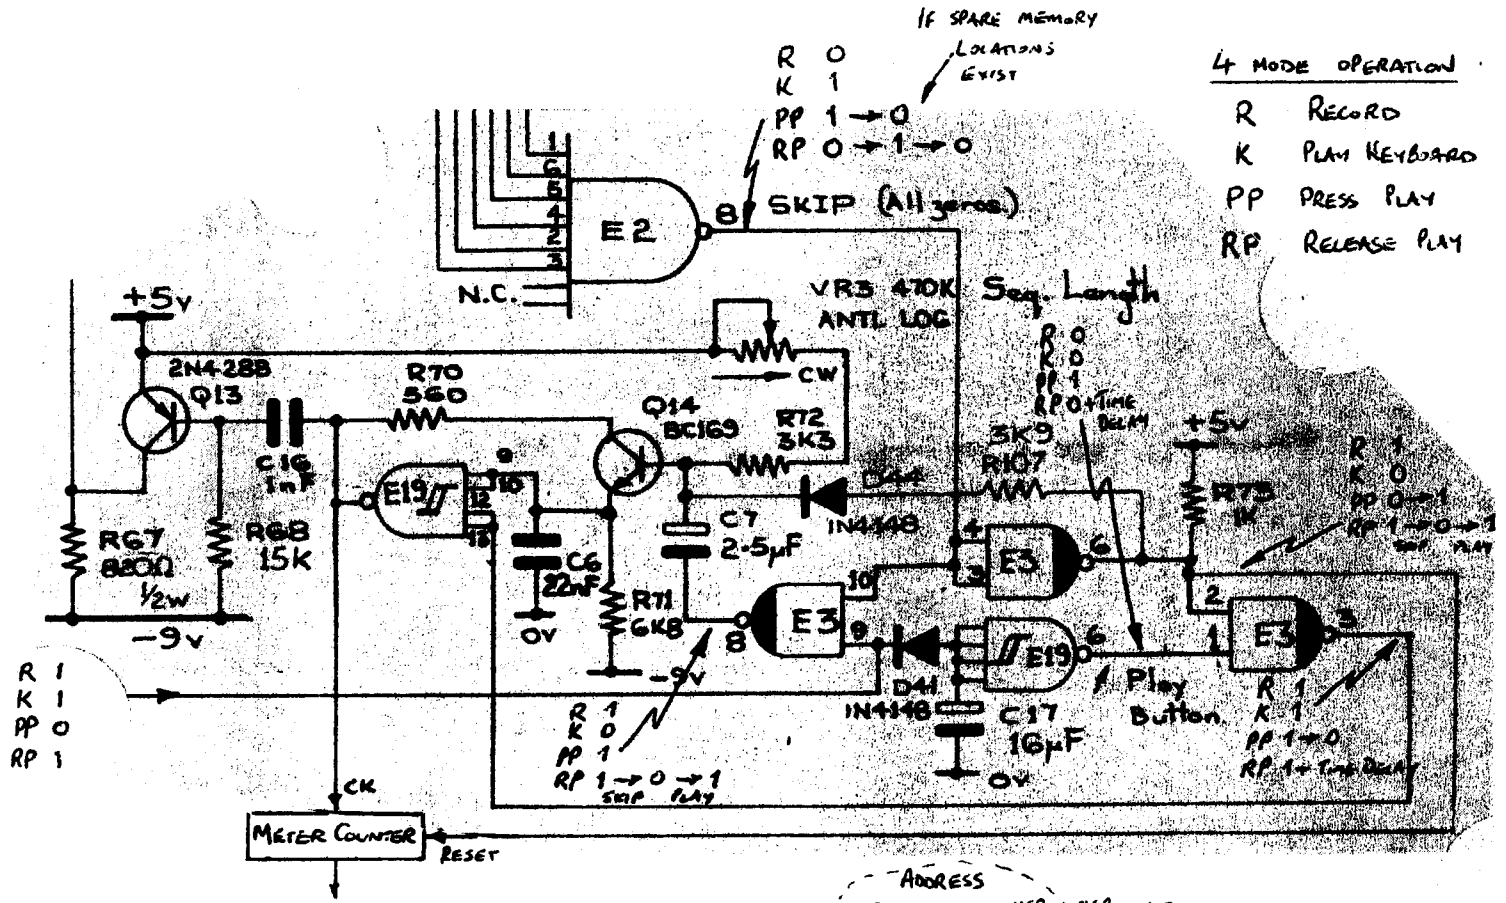 IF SPARE MEMORY
LOCATIONS
EXIST
R 0
K 1
PP 1 → 0
RP 0 → 1 → 0
4 MODE OPERATION
R RECORD
K PLAY KEYBOARD
PP PRESS PLAY
RP RELEASE PLAY
1
6
5
4
2
3
E2
8
SKIP (All zeros.)
N.C.
+5v
2N4288
Q13
R70
560
VR3 470K
ANTI LOG
CW
Seq. Length
R 0
K 0
PP 1
RP 0+TIME
DELAY
Q14
BC169
R72
3K3
3K9
R107
D44
1N4148
+5v
R73
1K
R 1
K 0
PP 0→1
RP 1→0→1
SKIP PLAY
C16
1nF
E19
9
10
12
13
R67
820Ω
1/2W
R68
15K
-9v
C6
22nF
0v
R71
6K8
-9v
C7
2.5µF
4
E3
6
3
10
E3
8
9
D41
1N4148
E19
6
C17
16µF
0v
2
1
E3
3
Play
Button.
R 1
K 1
PP 0
RP 1
R 1
K 0
PP 1
RP 1 → 0 → 1
SKIP PLAY
R 1
K 1
PP 1→0
RP 1+TIME DELAY
CK
METER COUNTER
RESET
ADDRESS